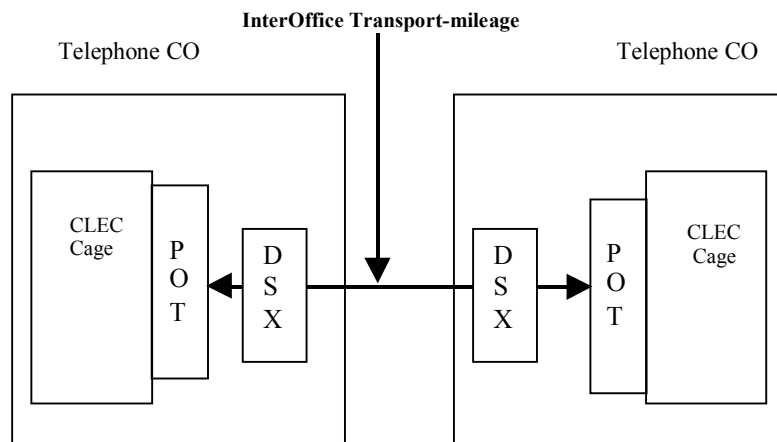 InterOffice Transport-mileage
Telephone CO
Telephone CO
CLEC
Cage
P
O
T
D
S
X
D
S
X
P
O
T
CLEC
Cage